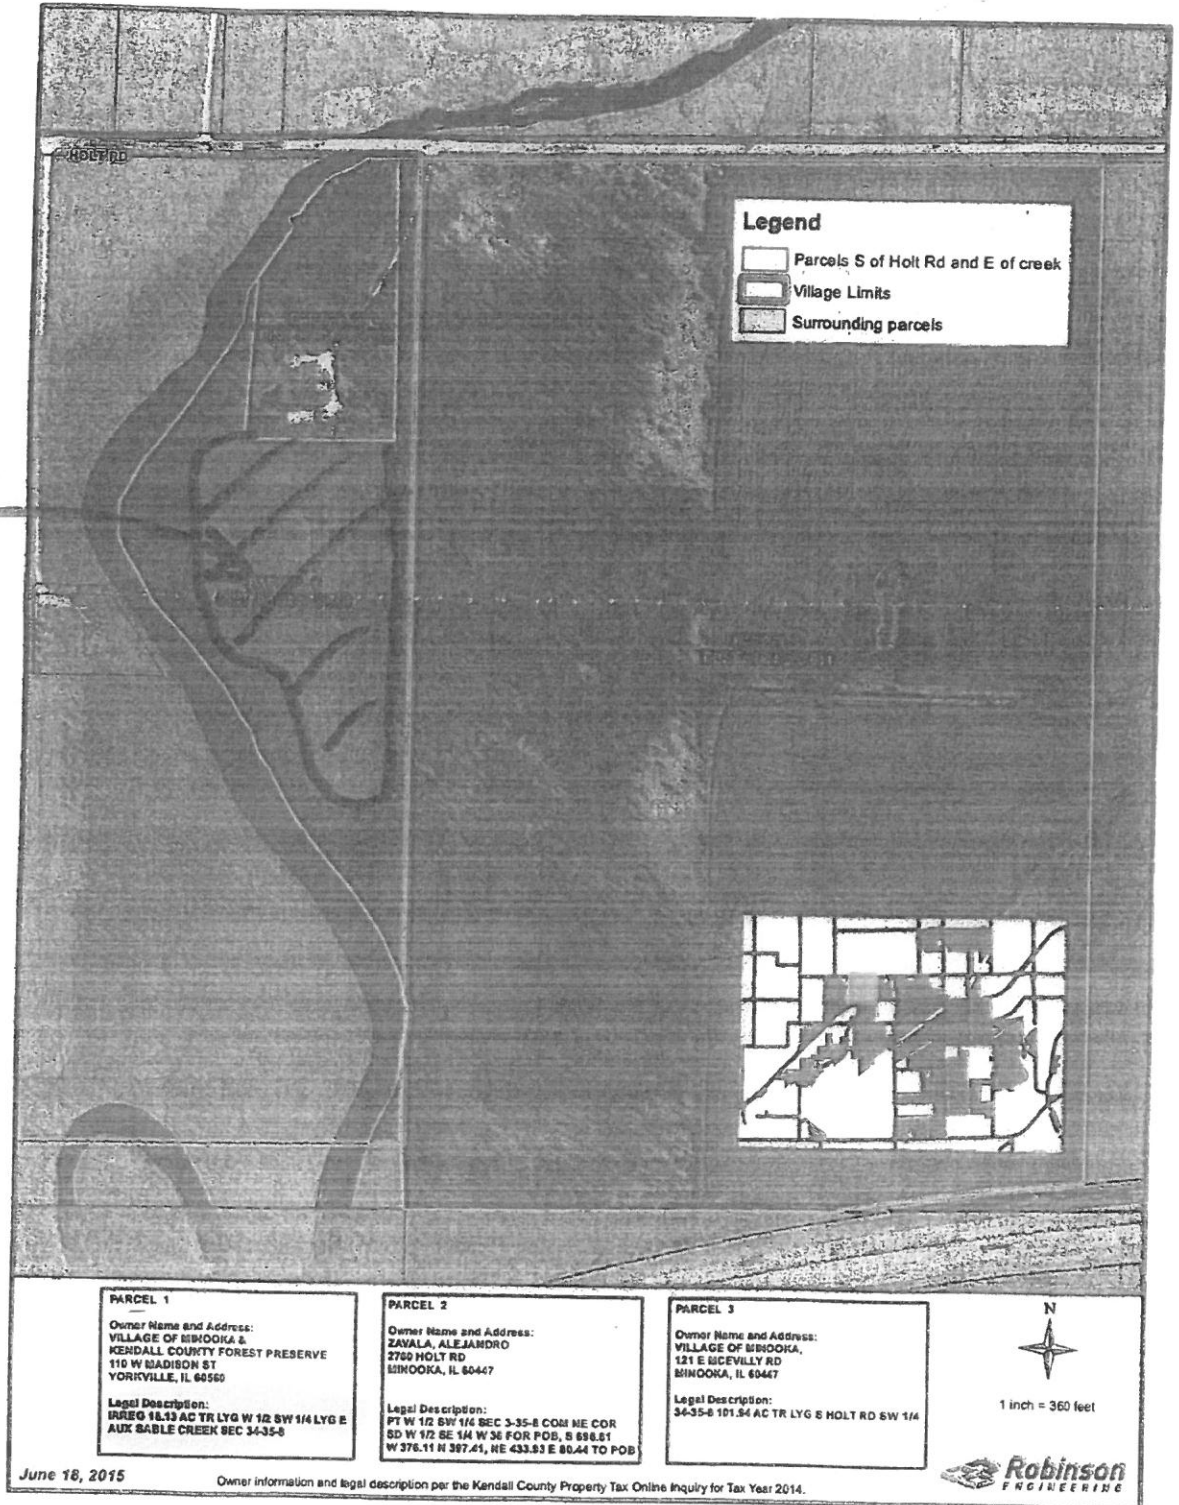 HOLT RD
Legend
Parcels S of Holt Rd and E of creek
Village Limits
Surrounding parcels
PARCEL 1
Owner Name and Address:
VILLAGE OF MINOOKA &
KENDALL COUNTY FOREST PRESERVE
110 W MADISON ST
YORKVILLE, IL 60560
Legal Description:
IRREG 18.13 AC TR LYG W 1/2 SW 1/4 LYG E
AUX SABLE CREEK SEC 34-35-8
PARCEL 2
Owner Name and Address:
ZAVALA, ALEJANDRO
2760 HOLT RD
MINOOKA, IL 60447
Legal Description:
PT W 1/2 SW 1/4 SEC 3-35-8 COM NE COR
SD W 1/2 SE 1/4 W 36 FOR POB, S 698.81
W 376.11 N 397.41, NE 433.93 E 80.44 TO POB
PARCEL 3
Owner Name and Address:
VILLAGE OF MINOOKA,
121 E MCEVILLY RD
MINOOKA, IL 60447
Legal Description:
34-35-8 101.94 AC TR LYG S HOLT RD SW 1/4
N
1 inch = 360 feet
June 18, 2015
Owner information and legal description per the Kendall County Property Tax Online Inquiry for Tax Year 2014.
Robinson
ENGINEERING